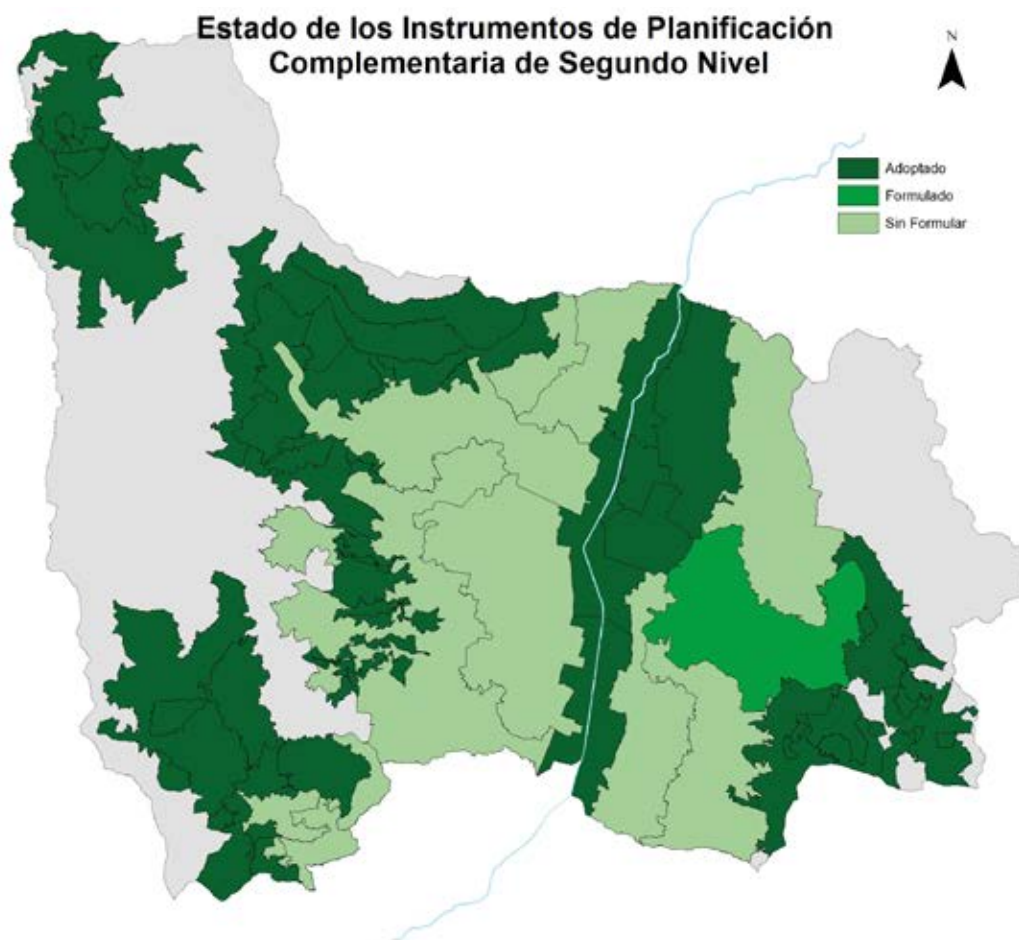 Estado de los Instrumentos de Planificación
Complementaria de Segundo Nivel
N
Adoptado
Formulado
Sin Formular